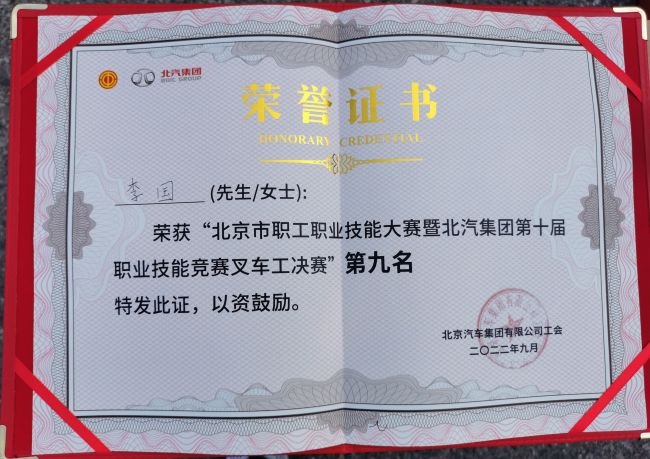 北汽集团
BAIC GROUP
荣誉证书
HONORARY CREDENTIAL
李国 (先生/女士):
荣获“北京市职工职业技能大赛暨北汽集团第十届
职业技能竞赛叉车工决赛”第九名
特发此证，以资鼓励。
北京汽车集团有限公司工会
二〇二二年九月